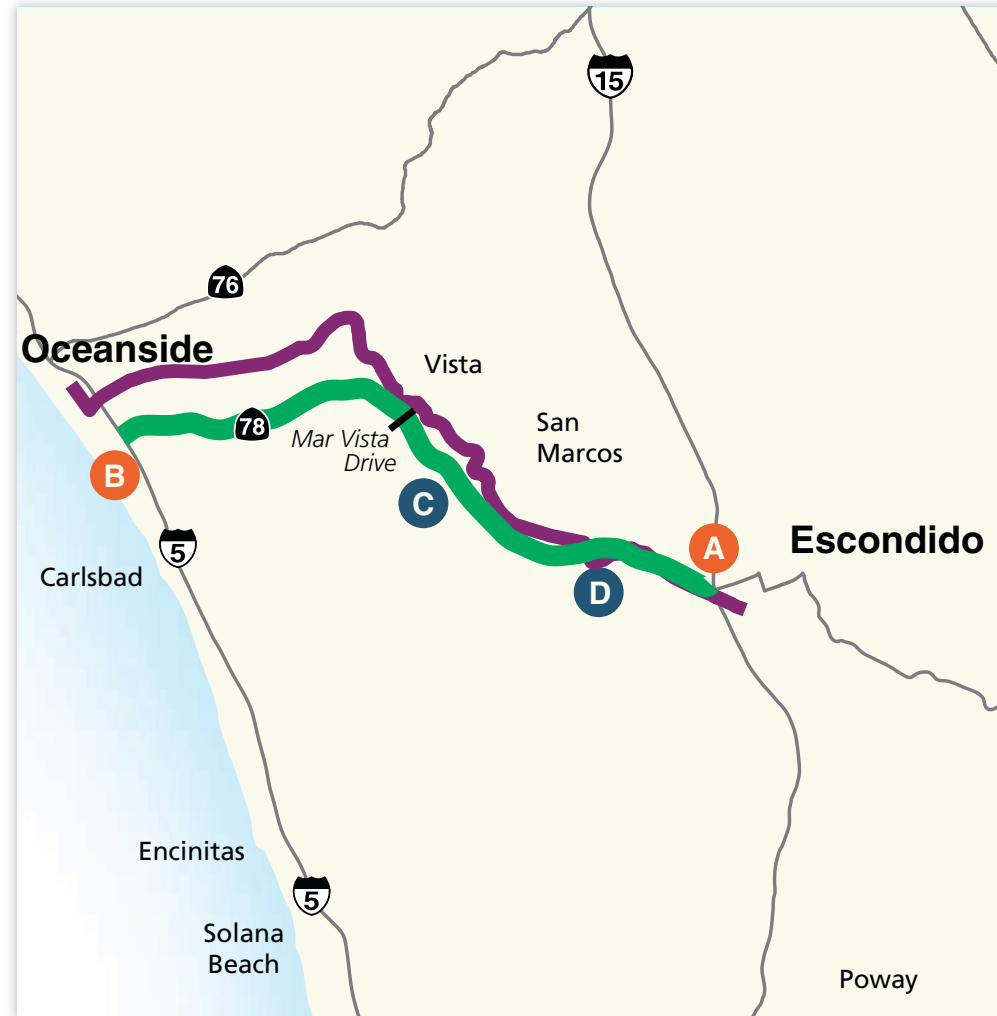 15
76
Oceanside
Vista
78
San
Marcos
Mar Vista
Drive
B
C
A
Escondido
5
Carlsbad
D
Encinitas
5
Solana
Beach
Poway